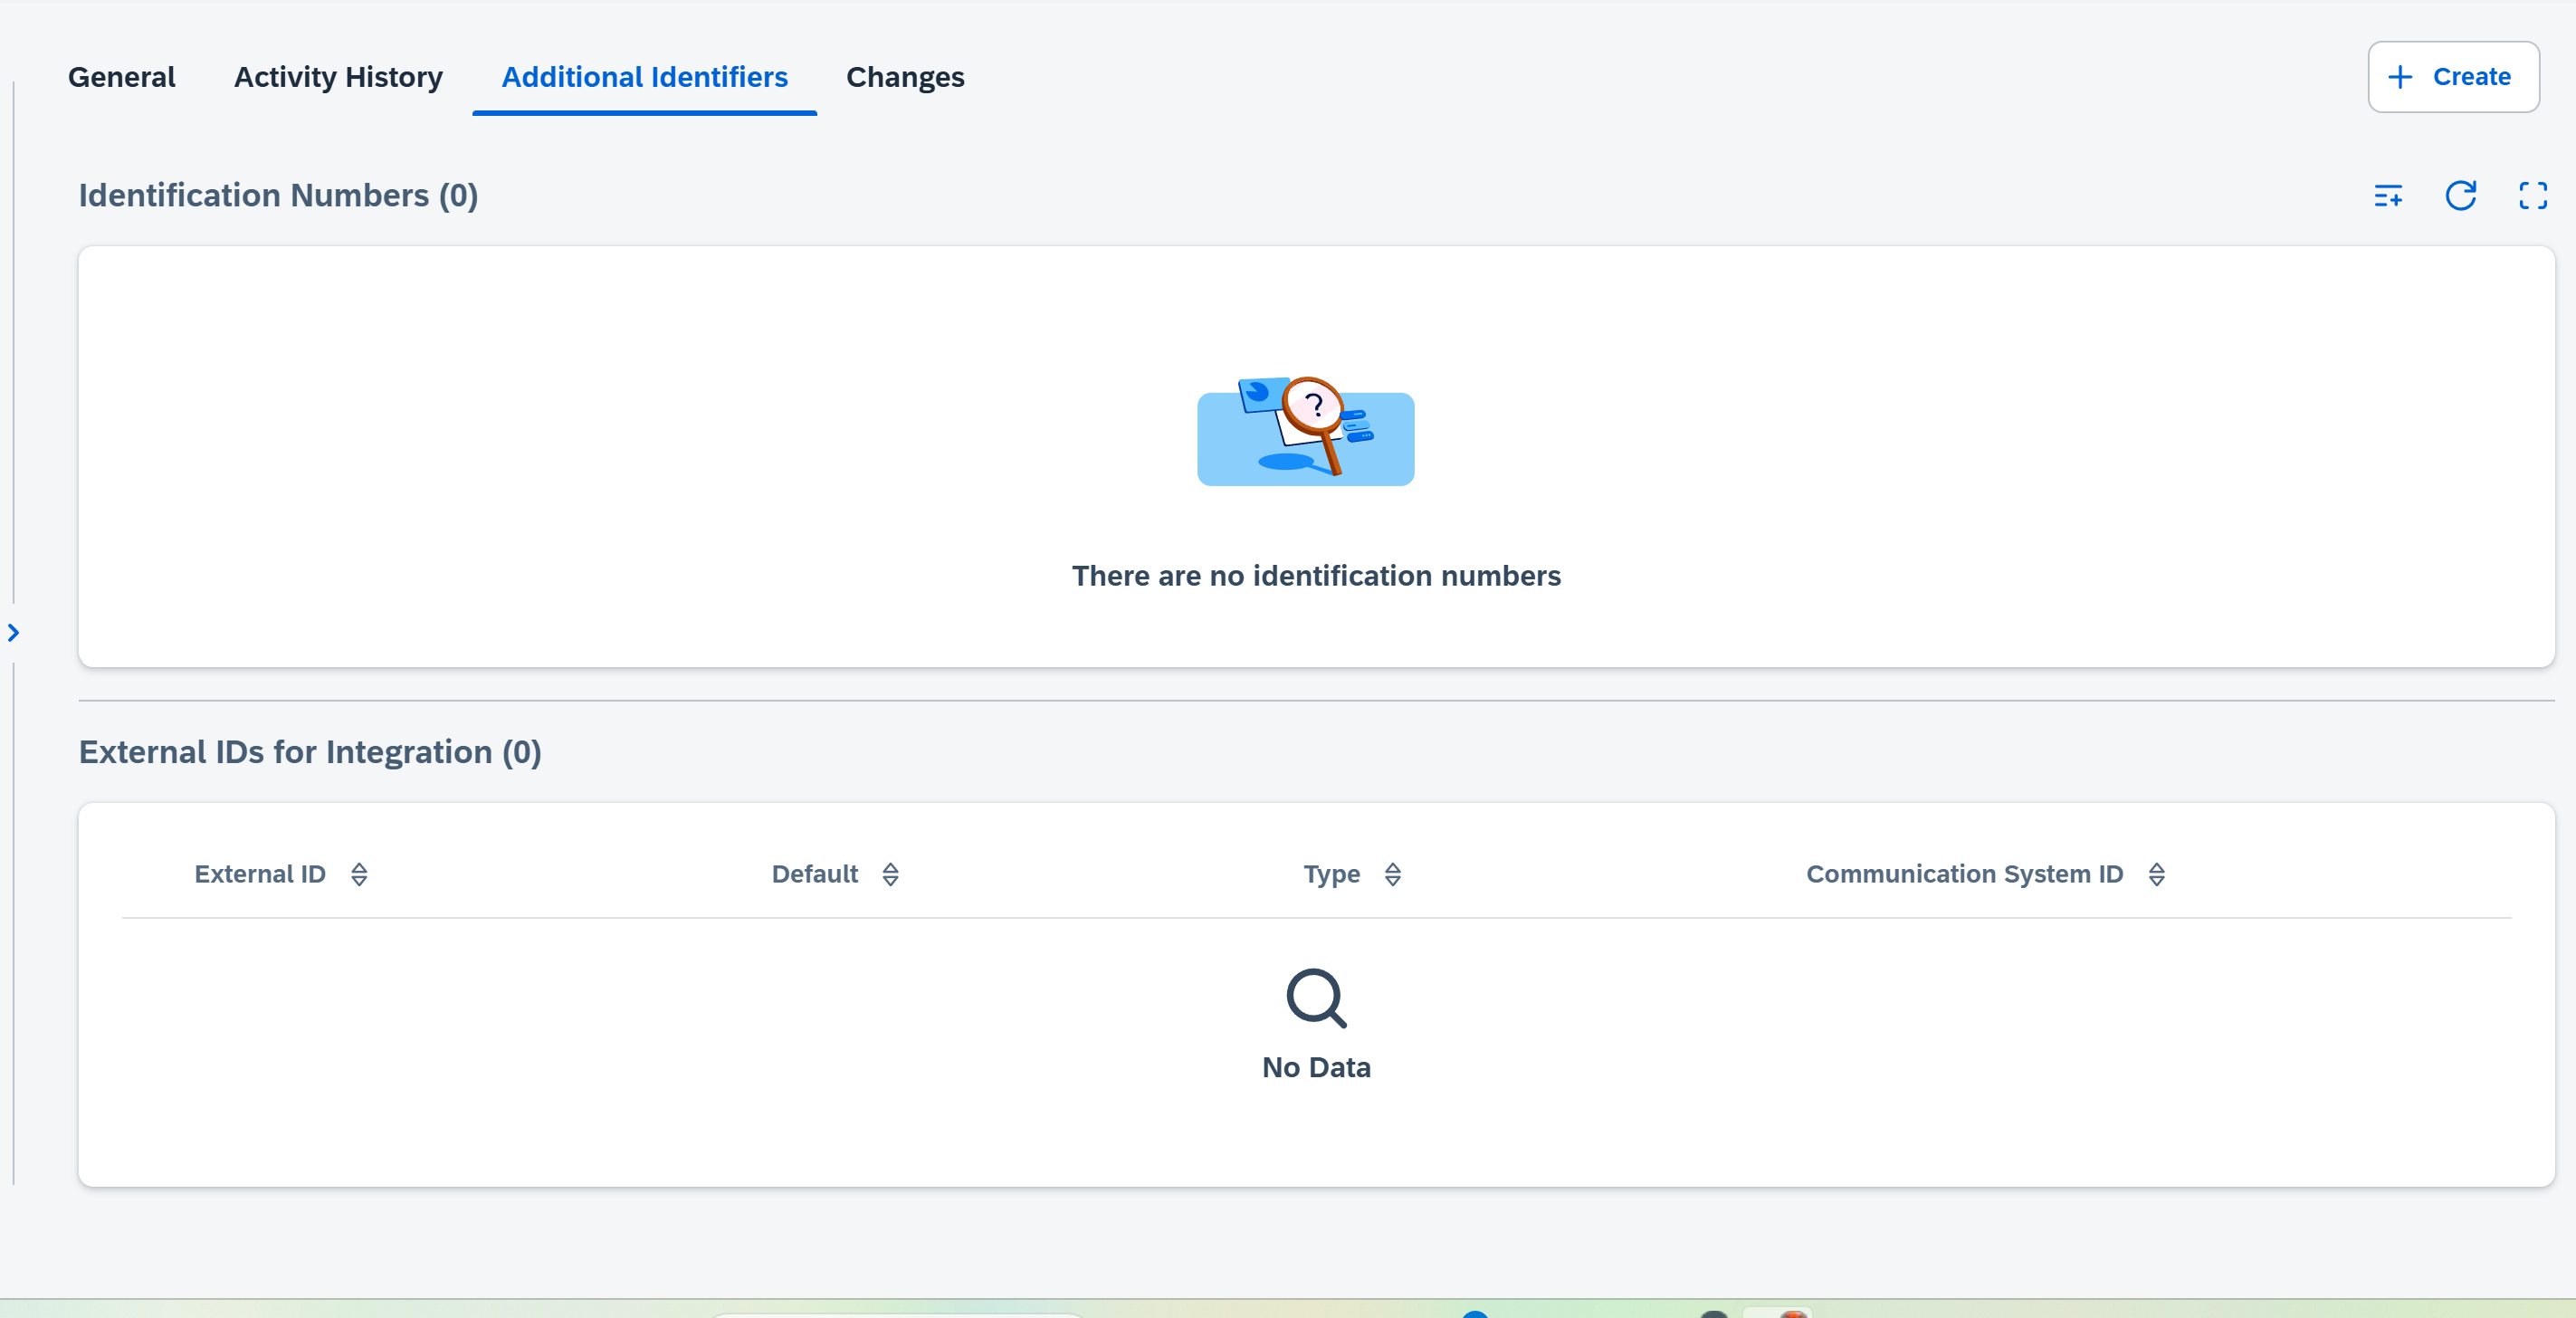 General Activity History Additional Identifiers Changes Create
Identification Numbers (0)
?
There are no identification numbers
External IDs for Integration (0)
External ID Default Type Communication System ID
No Data